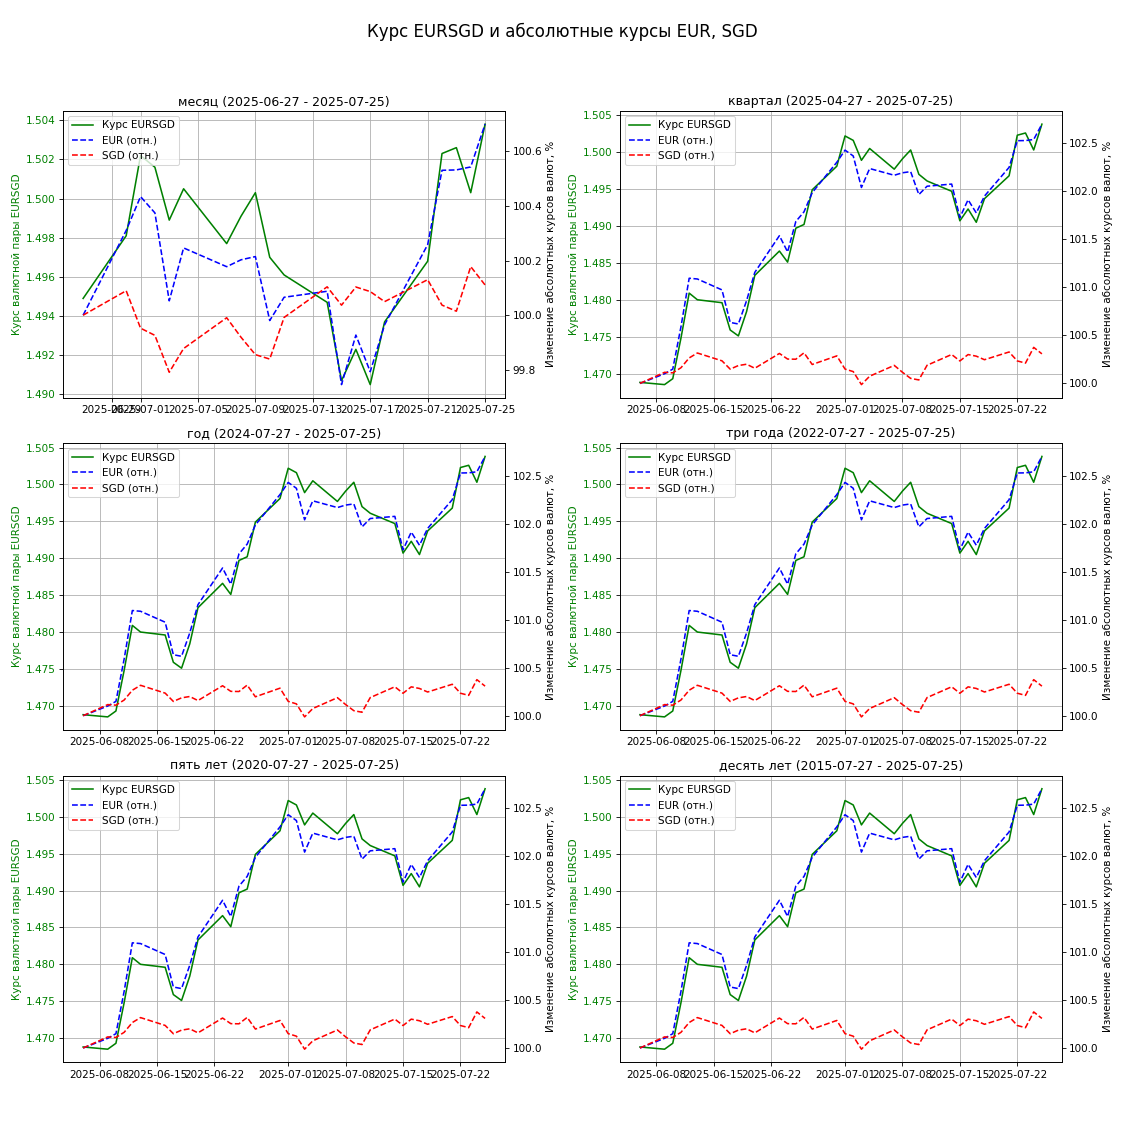 Курс EURSGD и абсолютные курсы EUR, SGD
месяц (2025-06-27 - 2025-07-25)
Курс EURSGD
EUR (отн.)
SGD (отн.)
Курс валютной пары EURSGD
1.504
1.502
1.500
1.498
1.496
1.494
1.492
1.490
100.6
100.4
100.2
100.0
99.8
Изменение абсолютных курсов валют, %
2025-06-29 2025-07-01 2025-07-05 2025-07-09 2025-07-13 2025-07-17 2025-07-21 2025-07-25
квартал (2025-04-27 - 2025-07-25)
Курс EURSGD
EUR (отн.)
SGD (отн.)
Курс валютной пары EURSGD
1.505
1.500
1.495
1.490
1.485
1.480
1.475
1.470
102.5
102.0
101.5
101.0
100.5
100.0
Изменение абсолютных курсов валют, %
2025-06-08 2025-06-15 2025-06-22 2025-07-01 2025-07-08 2025-07-15 2025-07-22
год (2024-07-27 - 2025-07-25)
Курс EURSGD
EUR (отн.)
SGD (отн.)
Курс валютной пары EURSGD
1.505
1.500
1.495
1.490
1.485
1.480
1.475
1.470
102.5
102.0
101.5
101.0
100.5
100.0
Изменение абсолютных курсов валют, %
2025-06-08 2025-06-15 2025-06-22 2025-07-01 2025-07-08 2025-07-15 2025-07-22
три года (2022-07-27 - 2025-07-25)
Курс EURSGD
EUR (отн.)
SGD (отн.)
Курс валютной пары EURSGD
1.505
1.500
1.495
1.490
1.485
1.480
1.475
1.470
102.5
102.0
101.5
101.0
100.5
100.0
Изменение абсолютных курсов валют, %
2025-06-08 2025-06-15 2025-06-22 2025-07-01 2025-07-08 2025-07-15 2025-07-22
пять лет (2020-07-27 - 2025-07-25)
Курс EURSGD
EUR (отн.)
SGD (отн.)
Курс валютной пары EURSGD
1.505
1.500
1.495
1.490
1.485
1.480
1.475
1.470
102.5
102.0
101.5
101.0
100.5
100.0
Изменение абсолютных курсов валют, %
2025-06-08 2025-06-15 2025-06-22 2025-07-01 2025-07-08 2025-07-15 2025-07-22
десять лет (2015-07-27 - 2025-07-25)
Курс EURSGD
EUR (отн.)
SGD (отн.)
Курс валютной пары EURSGD
1.505
1.500
1.495
1.490
1.485
1.480
1.475
1.470
102.5
102.0
101.5
101.0
100.5
100.0
Изменение абсолютных курсов валют, %
2025-06-08 2025-06-15 2025-06-22 2025-07-01 2025-07-08 2025-07-15 2025-07-22